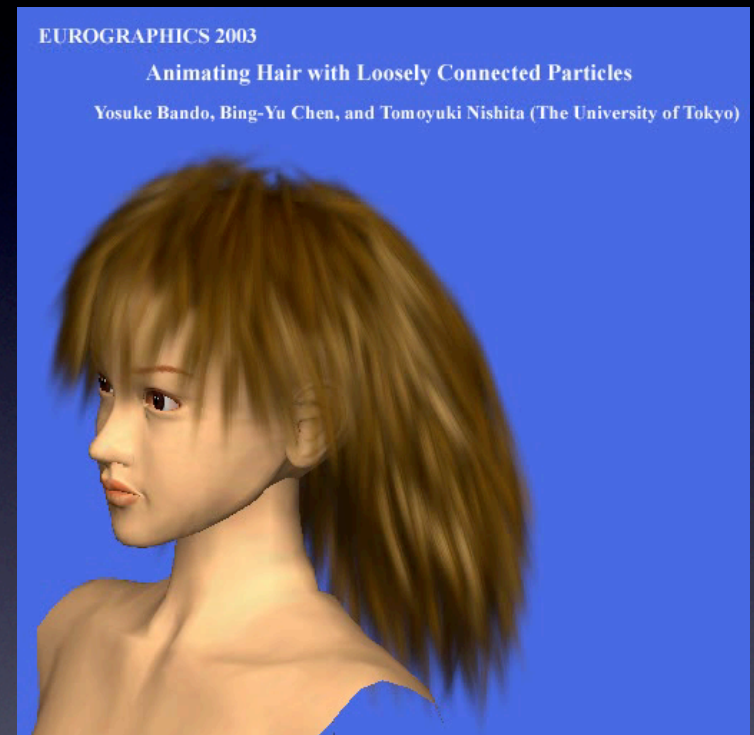 EUROGRAPHICS 2003
Animating Hair with Loosely Connected Particles
Yosuke Bando, Bing-Yu Chen, and Tomoyuki Nishita (The University of Tokyo)